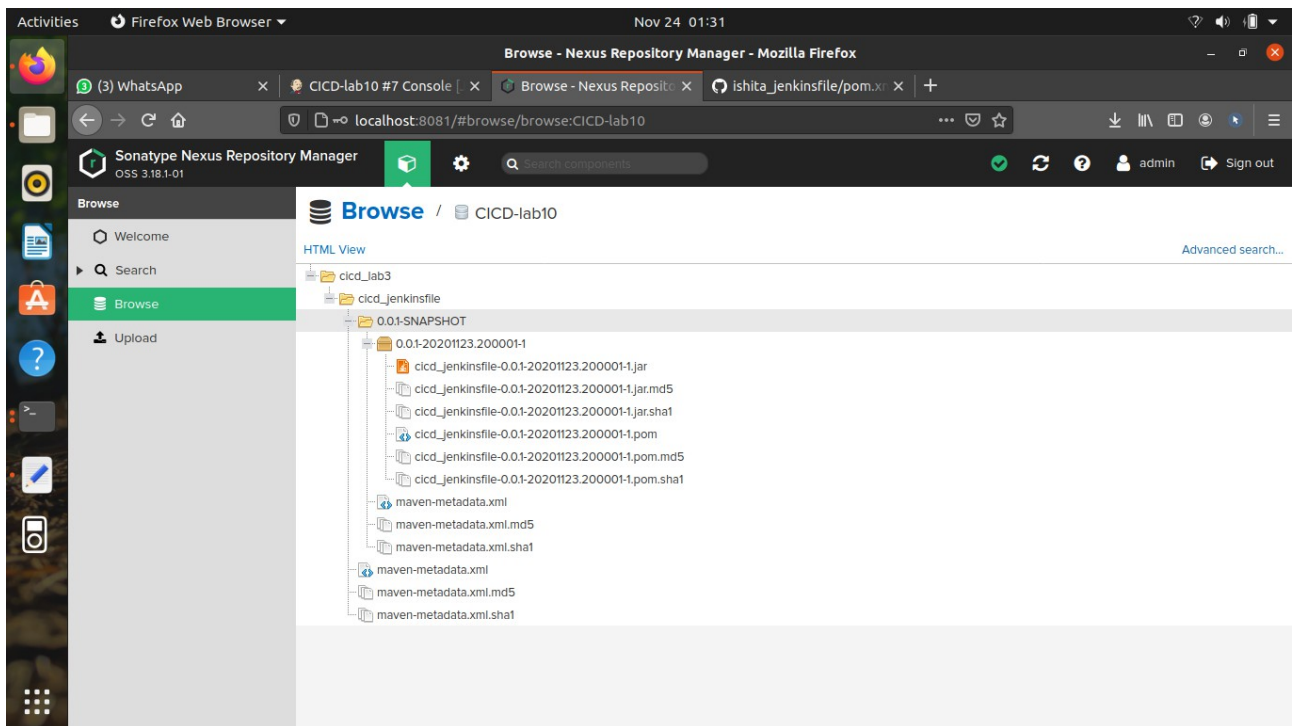 Activities Firefox Web Browser Nov 24 01:31
Browse - Nexus Repository Manager - Mozilla Firefox
(3) WhatsApp CICD-lab10 #7 Console [ Browse - Nexus Reposito ishita_jenkinsfile/pom.xm
localhost:8081/#browse/browse:CICD-lab10
Sonatype Nexus Repository Manager
OSS 3.18.1-01
Search components admin Sign out
Browse
Welcome
Search
Browse
Upload
Browse / CICD-lab10
HTML View Advanced search...
cicd_lab3
cicd_jenkinsfile
0.0.1-SNAPSHOT
0.0.1-20201123.200001-1
cicd_jenkinsfile-0.0.1-20201123.200001-1.jar
cicd_jenkinsfile-0.0.1-20201123.200001-1.jar.md5
cicd_jenkinsfile-0.0.1-20201123.200001-1.jar.sha1
cicd_jenkinsfile-0.0.1-20201123.200001-1.pom
cicd_jenkinsfile-0.0.1-20201123.200001-1.pom.md5
cicd_jenkinsfile-0.0.1-20201123.200001-1.pom.sha1
maven-metadata.xml
maven-metadata.xml.md5
maven-metadata.xml.sha1
maven-metadata.xml
maven-metadata.xml.md5
maven-metadata.xml.sha1